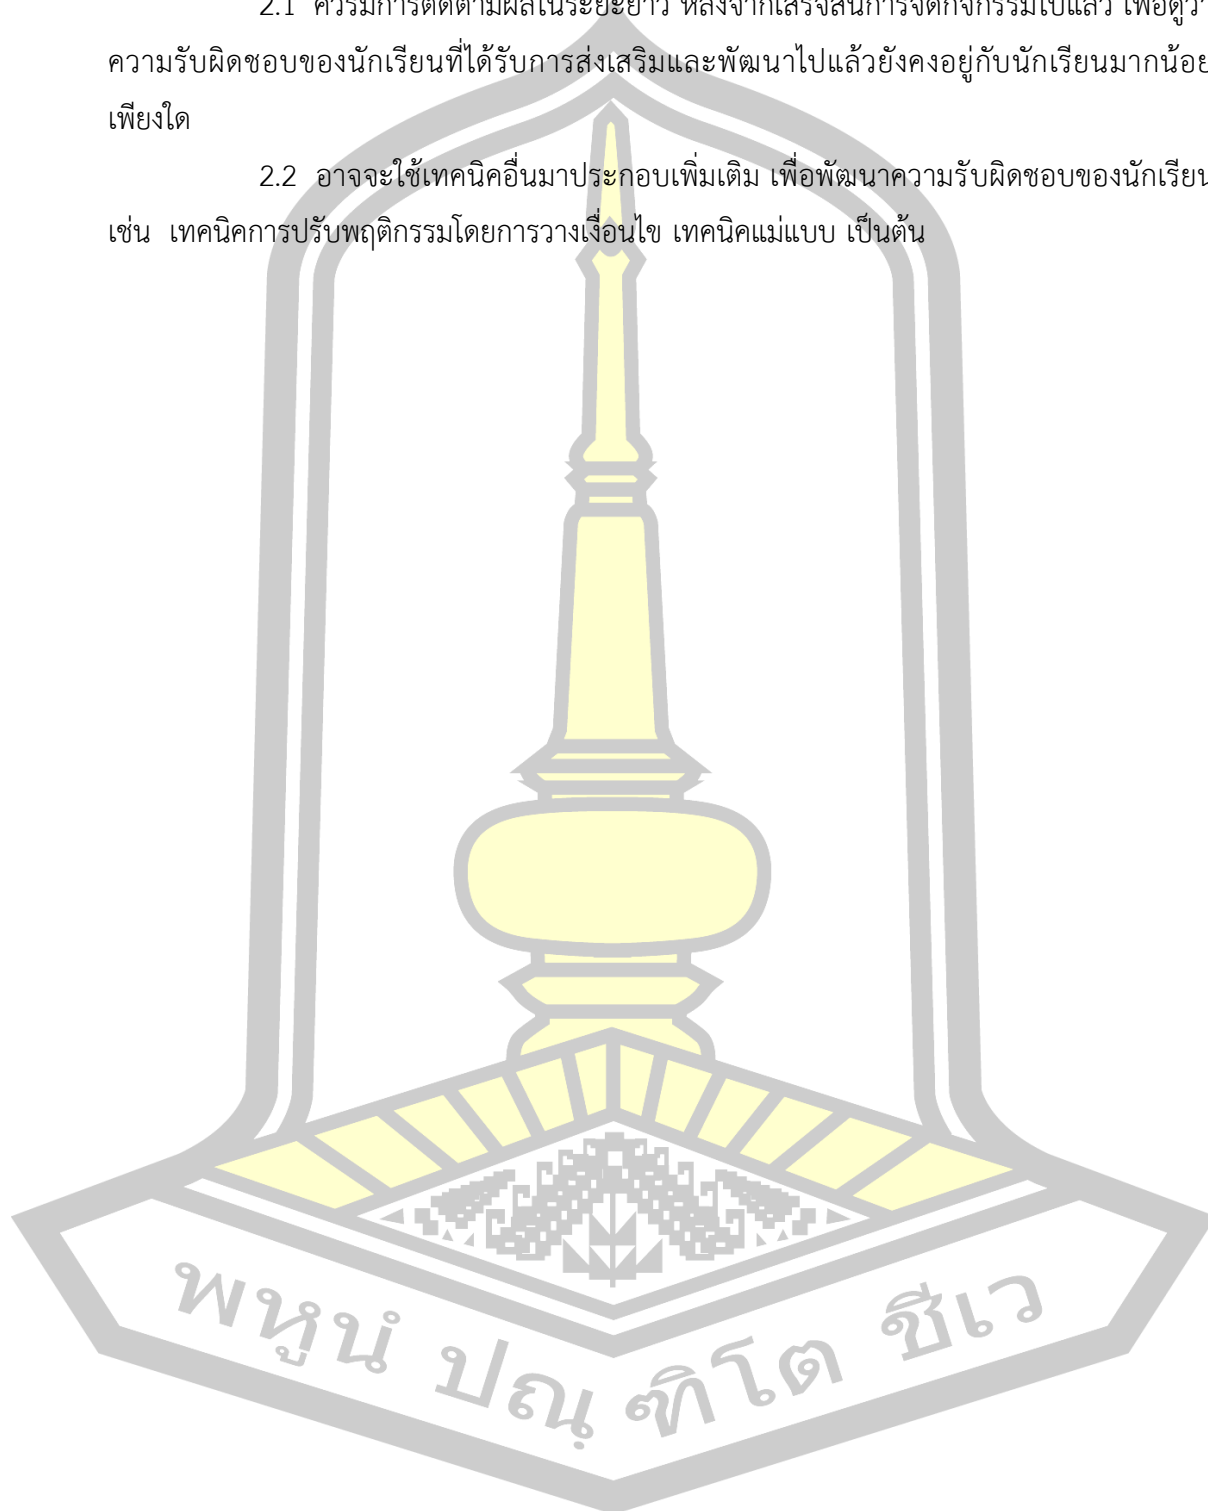 2.1 ควรมีการติดตามผลในระยะยาว หลังจากเสร็จสิ้นการจัดกิจกรรมไปแล้ว เพื่อดูว่า
ความรับผิดชอบของนักเรียนที่ได้รับการส่งเสริมและพัฒนาไปแล้วยังคงอยู่กับนักเรียนมากน้อย
เพียงใด
2.2 อาจจะใช้เทคนิคอื่นมาประกอบเพิ่มเติม เพื่อพัฒนาความรับผิดชอบของนักเรียน
เช่น เทคนิคการปรับพฤติกรรมโดยการวางเงื่อนไข เทคนิคแม่แบบ เป็นต้น
พหูนํ ปณฺ ฑิโต ชีเว